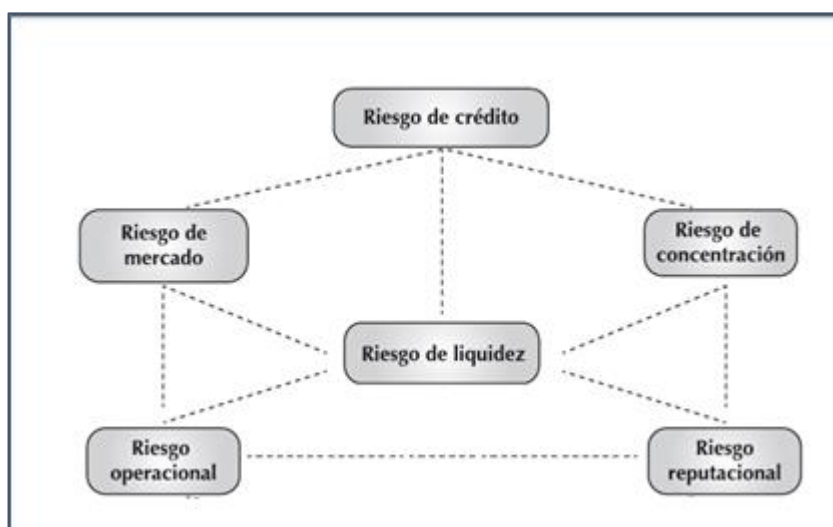 Riesgo de crédito
Riesgo de
mercado
Riesgo de
concentración
Riesgo de liquidez
Riesgo
operacional
Riesgo
reputacional